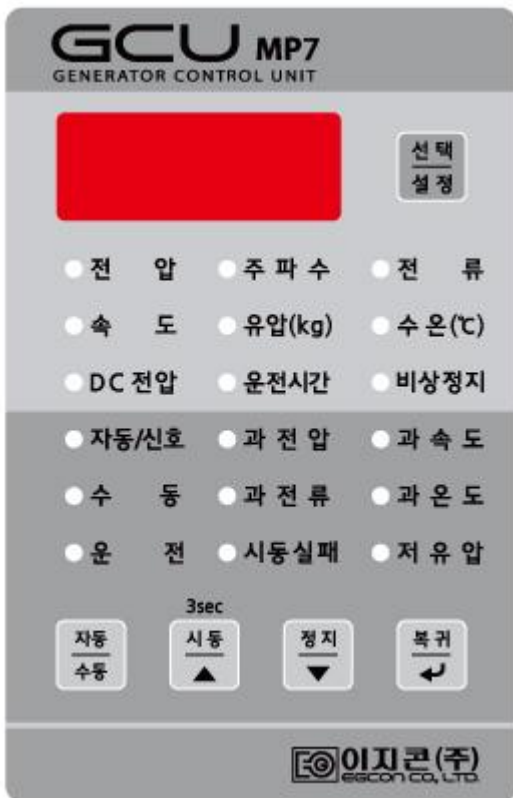 GCU MP7
GENERATOR CONTROL UNIT
선택
설정
전 압 주 파 수 전 류
속 도 유압(kg) 수 온(℃)
DC 전압 운전시간 비상정지
자동/신호 과 전 압 과 속 도
수 동 과 전 류 과 온 도
운 전 시동실패 저 유 압
3sec
자동 시동 정지 복귀
수동 ▲ ▼ ↵
EG 이지콘(주)
EGCON CO., LTD.